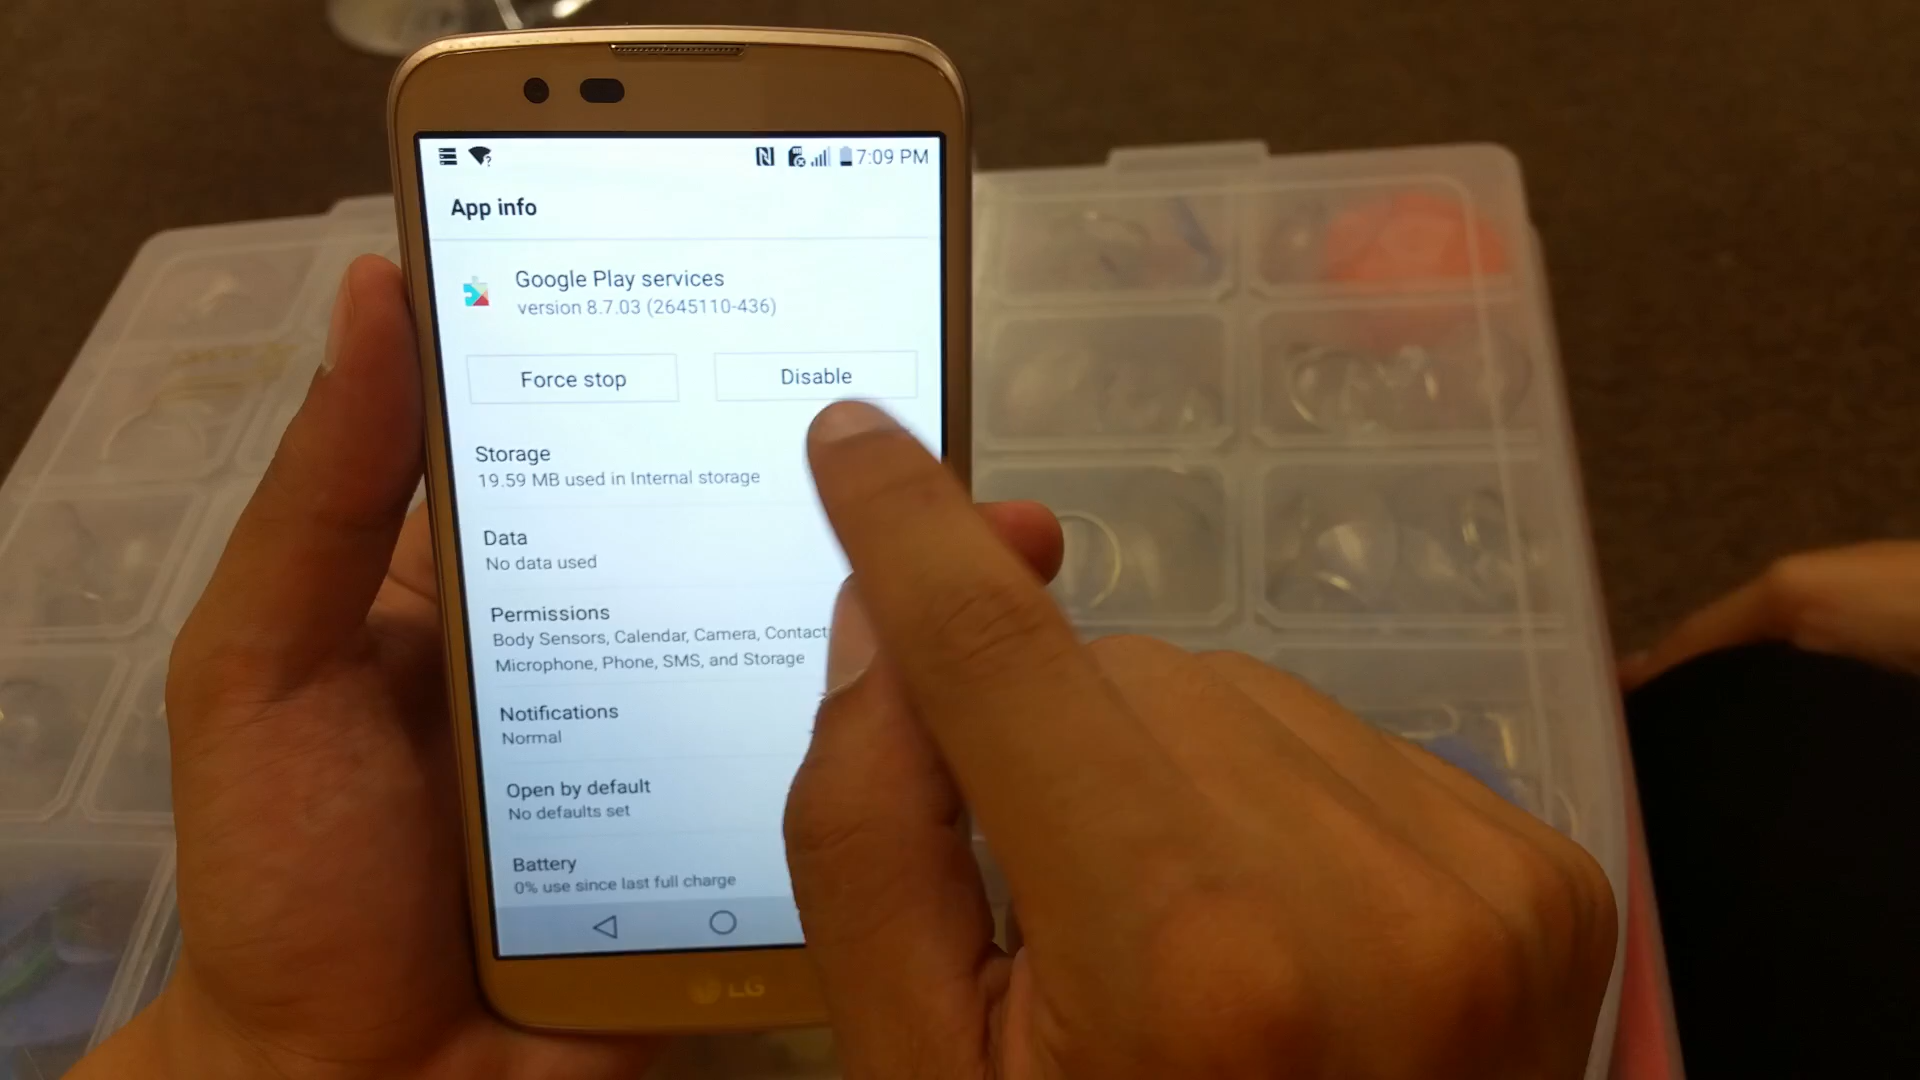 7:09 PM
App info
Google Play services
version 8.7.03 (2645110-436)
Force stop
Disable
Storage
19.59 MB used in Internal storage
Data
No data used
Permissions
Body Sensors, Calendar, Camera, Contact
Microphone, Phone, SMS, and Storage
Notifications
Normal
Open by default
No defaults set
Battery
0% use since last full charge
LG